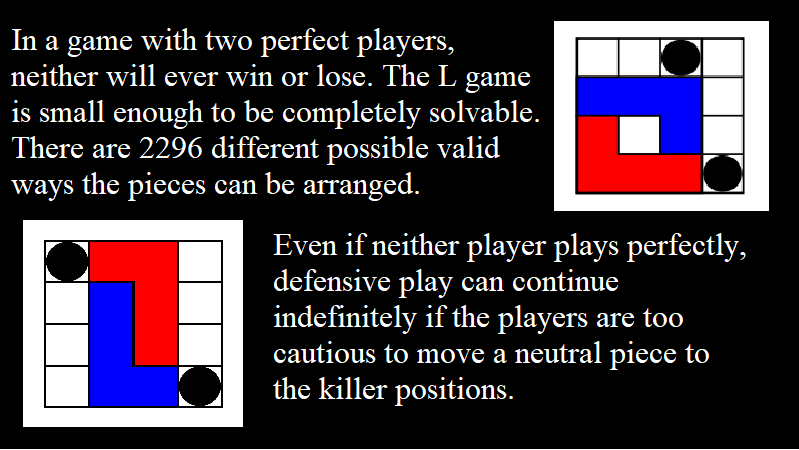 In a game with two perfect players,
neither will ever win or lose. The L game
is small enough to be completely solvable.
There are 2296 different possible valid
ways the pieces can be arranged.
Even if neither player plays perfectly,
defensive play can continue
indefinitely if the players are too
cautious to move a neutral piece to
the killer positions.